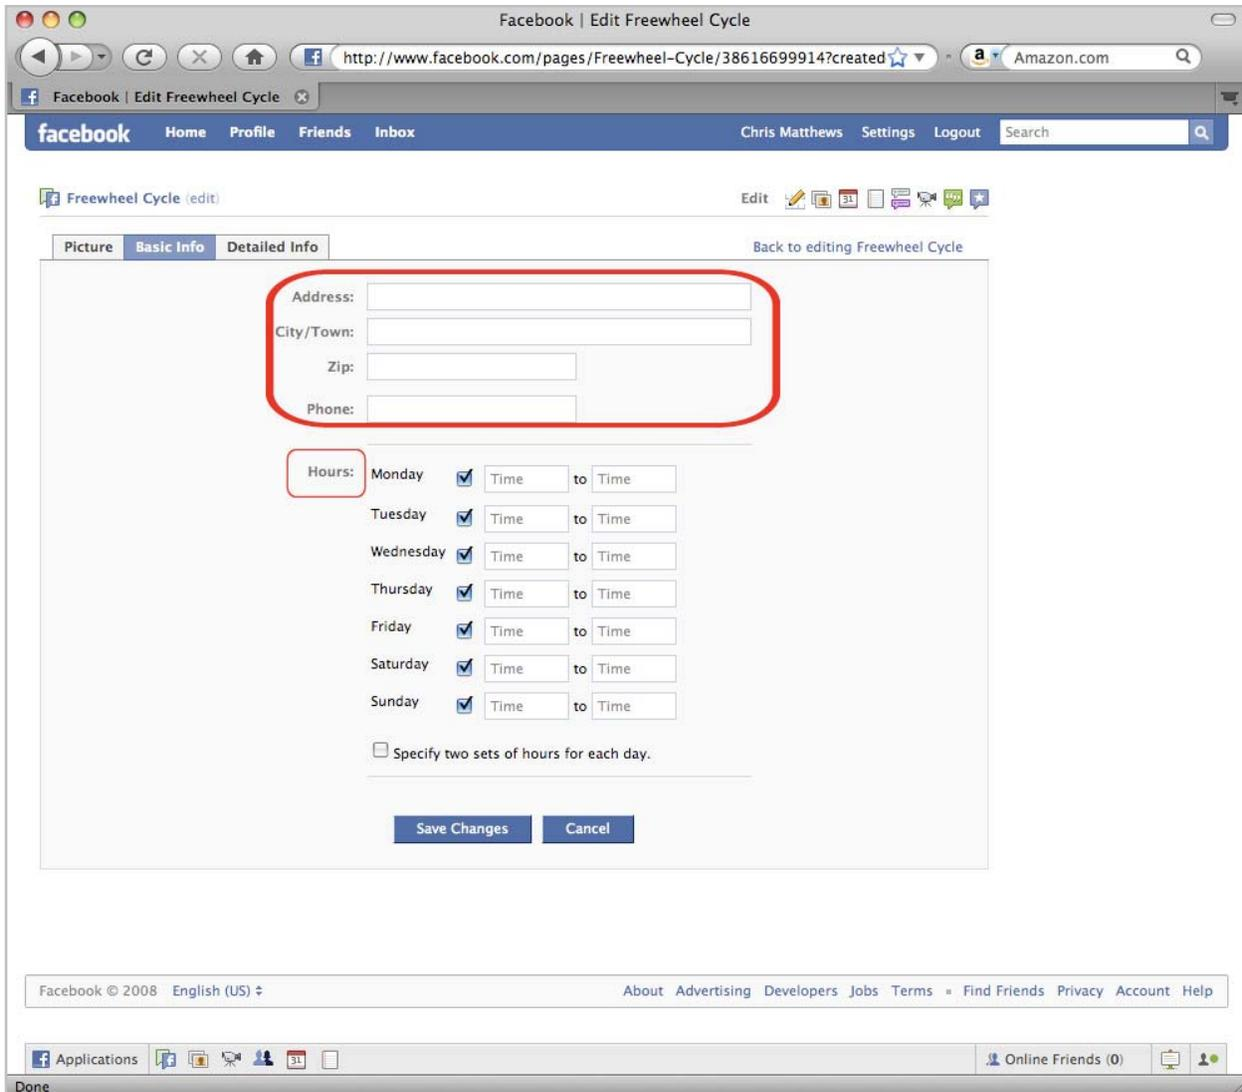 Facebook | Edit Freewheel Cycle
http://www.facebook.com/pages/Freewheel-Cycle/38616699914?created
a Amazon.com
Facebook | Edit Freewheel Cycle
facebook Home Profile Friends Inbox Chris Matthews Settings Logout Search
Freewheel Cycle (edit) Edit 31
Picture Basic Info Detailed Info Back to editing Freewheel Cycle
Address:
City/Town:
Zip:
Phone:
Hours: Monday Time to Time
Tuesday Time to Time
Wednesday Time to Time
Thursday Time to Time
Friday Time to Time
Saturday Time to Time
Sunday Time to Time
Specify two sets of hours for each day.
Save Changes Cancel
Facebook © 2008 English (US) About Advertising Developers Jobs Terms Find Friends Privacy Account Help
Applications 31 Online Friends (0)
Done